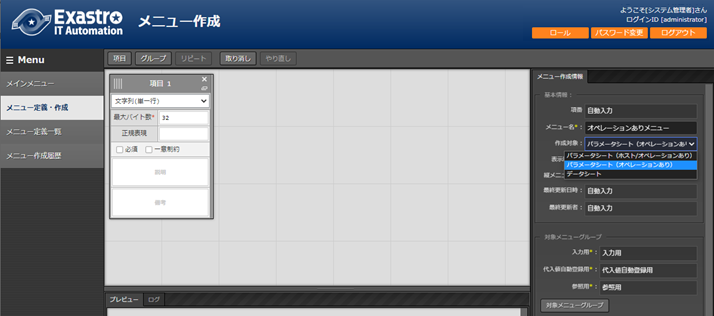 Exastro
IT Automation
メニュー作成
ようこそ[システム管理者]さん
ログインID [administrator]
ロール
パスワード変更
ログアウト
Menu
メインメニュー
メニュー定義・作成
メニュー定義一覧
メニュー作成履歴
項目
グループ
リピート
取り消し
やり直し
項目 1
文字列(単一行)
最大バイト数* 32
正規表現
必須 一意制約
説明
備考
プレビュー
ログ
メニュー作成情報
基本情報:
項番 自動入力
メニュー名*: オペレーションありメニュー
作成対象: パラメータシート（オペレーションあり
パラメータシート（ホスト/オペレーションあり）
表示
パラメータシート（オペレーションあり）
縦メニ
データシート
最終更新日時: 自動入力
最終更新者: 自動入力
対象メニューグループ
入力用*: 入力用
代入値自動登録用*: 代入値自動登録用
参照用*: 参照用
対象メニューグループ